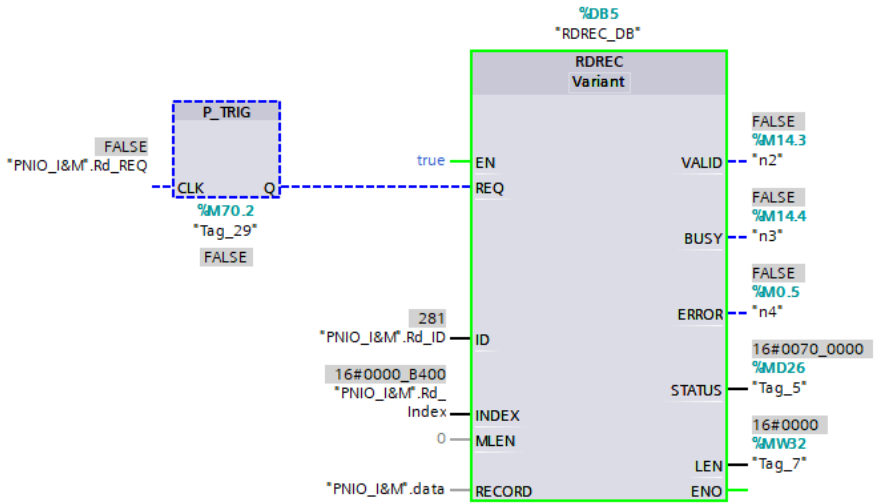 %DB5
"RDREC_DB"
RDREC
Variant
P_TRIG
FALSE
"PNIO_I&M".Rd_REQ
CLK
Q
%M70.2
"Tag_29"
FALSE
true
EN
REQ
281
"PNIO_I&M".Rd_ID
ID
16#0000_B400
"PNIO_I&M".Rd_
Index
INDEX
0
MLEN
"PNIO_I&M".data
RECORD
FALSE
%M14.3
VALID
"n2"
FALSE
%M14.4
BUSY
"n3"
FALSE
%M0.5
ERROR
"n4"
16#0070_0000
%MD26
STATUS
"Tag_5"
16#0000
%MW32
LEN
"Tag_7"
ENO